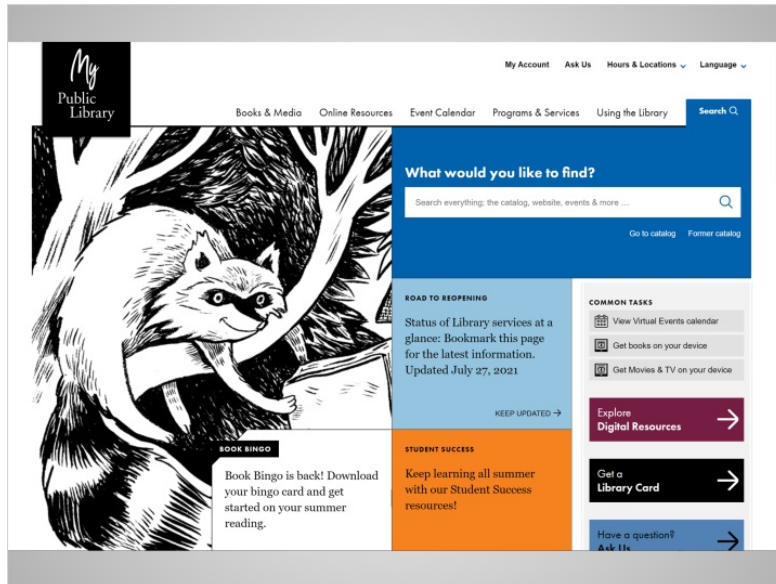 My
Public
Library
My Account Ask Us Hours & Locations Language
Books & Media Online Resources Event Calendar Programs & Services Using the Library Search
What would you like to find?
Search everything; the catalog, website, events & more ...
Go to catalog Former catalog
ROAD TO REOPENING
Status of Library services at a
glance: Bookmark this page
for the latest information.
Updated July 27, 2021
KEEP UPDATED →
COMMON TASKS
View Virtual Events calendar
Get books on your device
Get Movies & TV on your device
Explore
Digital Resources
Get a
Library Card
Have a question?
Ask Us
BOOK BINGO
Book Bingo is back! Download
your bingo card and get
started on your summer
reading.
STUDENT SUCCESS
Keep learning all summer
with our Student Success
resources!